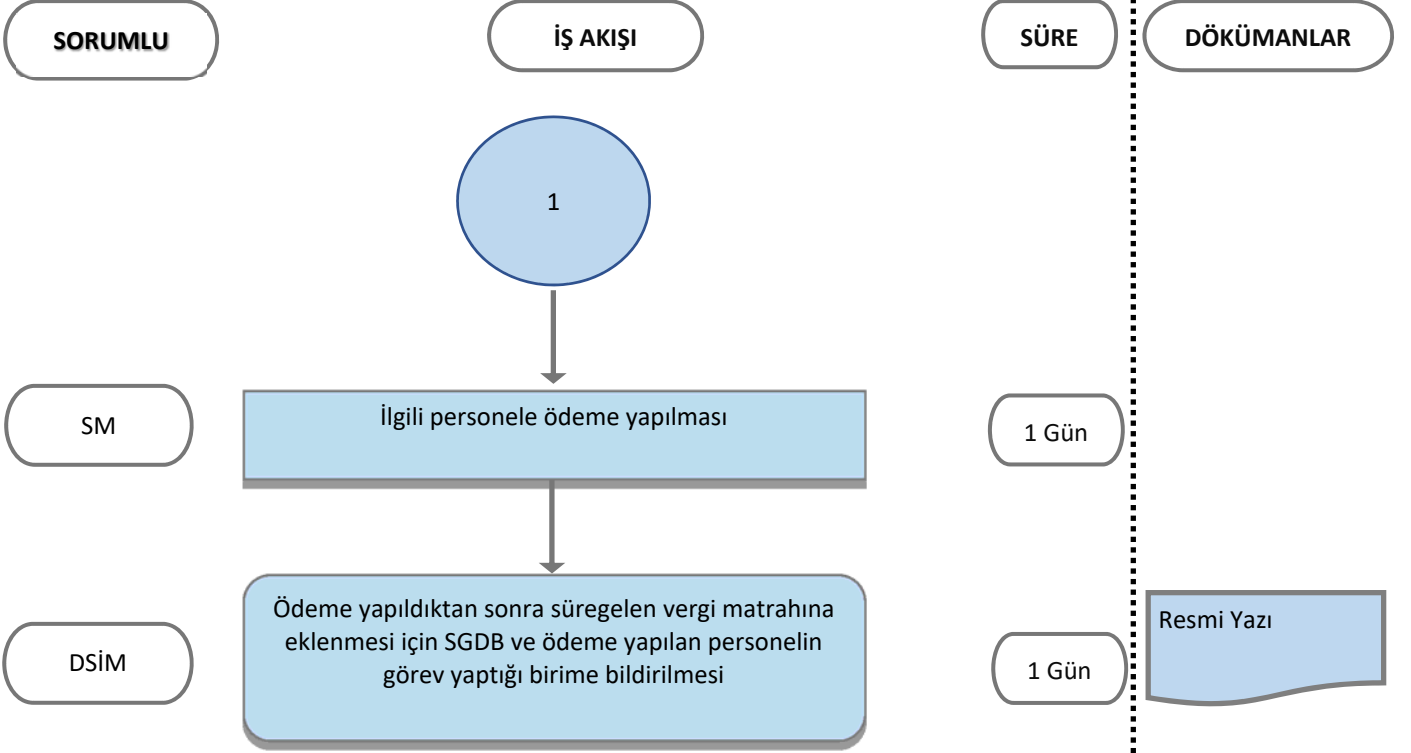 SORUMLU
İŞ AKIŞI
SÜRE
DÖKÜMANLAR
1
SM
İlgili personele ödeme yapılması
1 Gün
DSİM
Ödeme yapıldıktan sonra süregelen vergi matrahına
eklenmesi için SGDB ve ödeme yapılan personelin
görev yaptığı birime bildirilmesi
1 Gün
Resmi Yazı